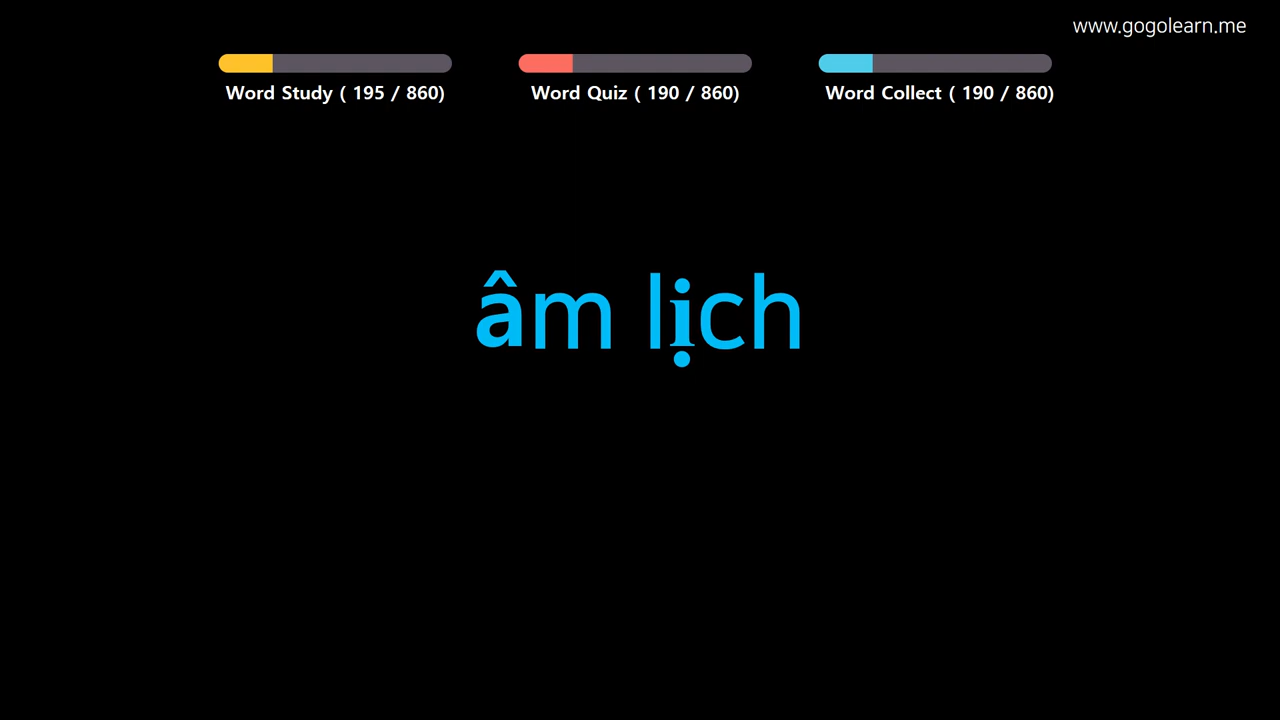 www.gogolearn.me
Word Study ( 195 / 860)
Word Quiz ( 190 / 860)
Word Collect ( 190 / 860)
âm lịch